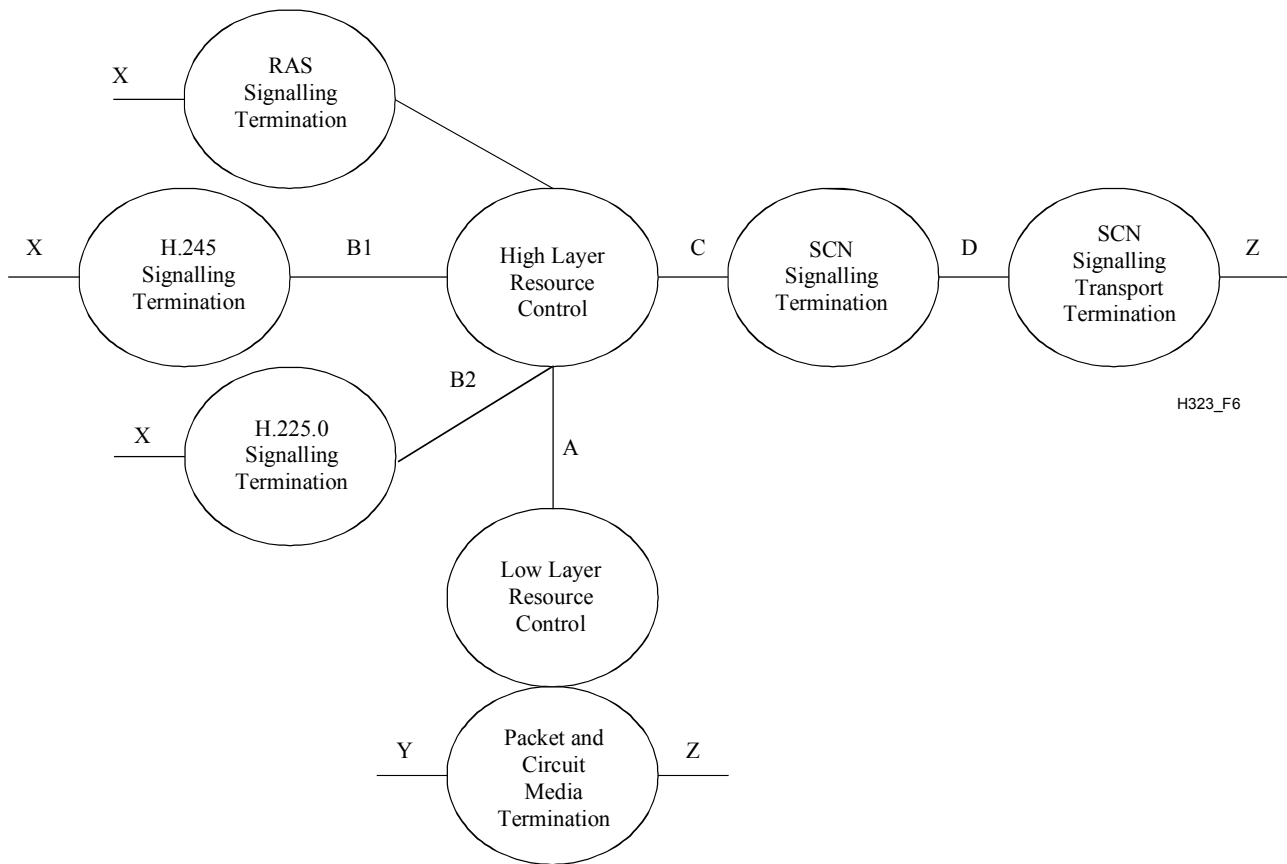 X
RAS
Signalling
Termination
X
H.245
Signalling
Termination
B1
High Layer
Resource
Control
C
SCN
Signalling
Termination
D
SCN
Signalling
Transport
Termination
Z
X
H.225.0
Signalling
Termination
B2
A
H323_F6
Low Layer
Resource
Control
Y
Packet and
Circuit
Media
Termination
Z